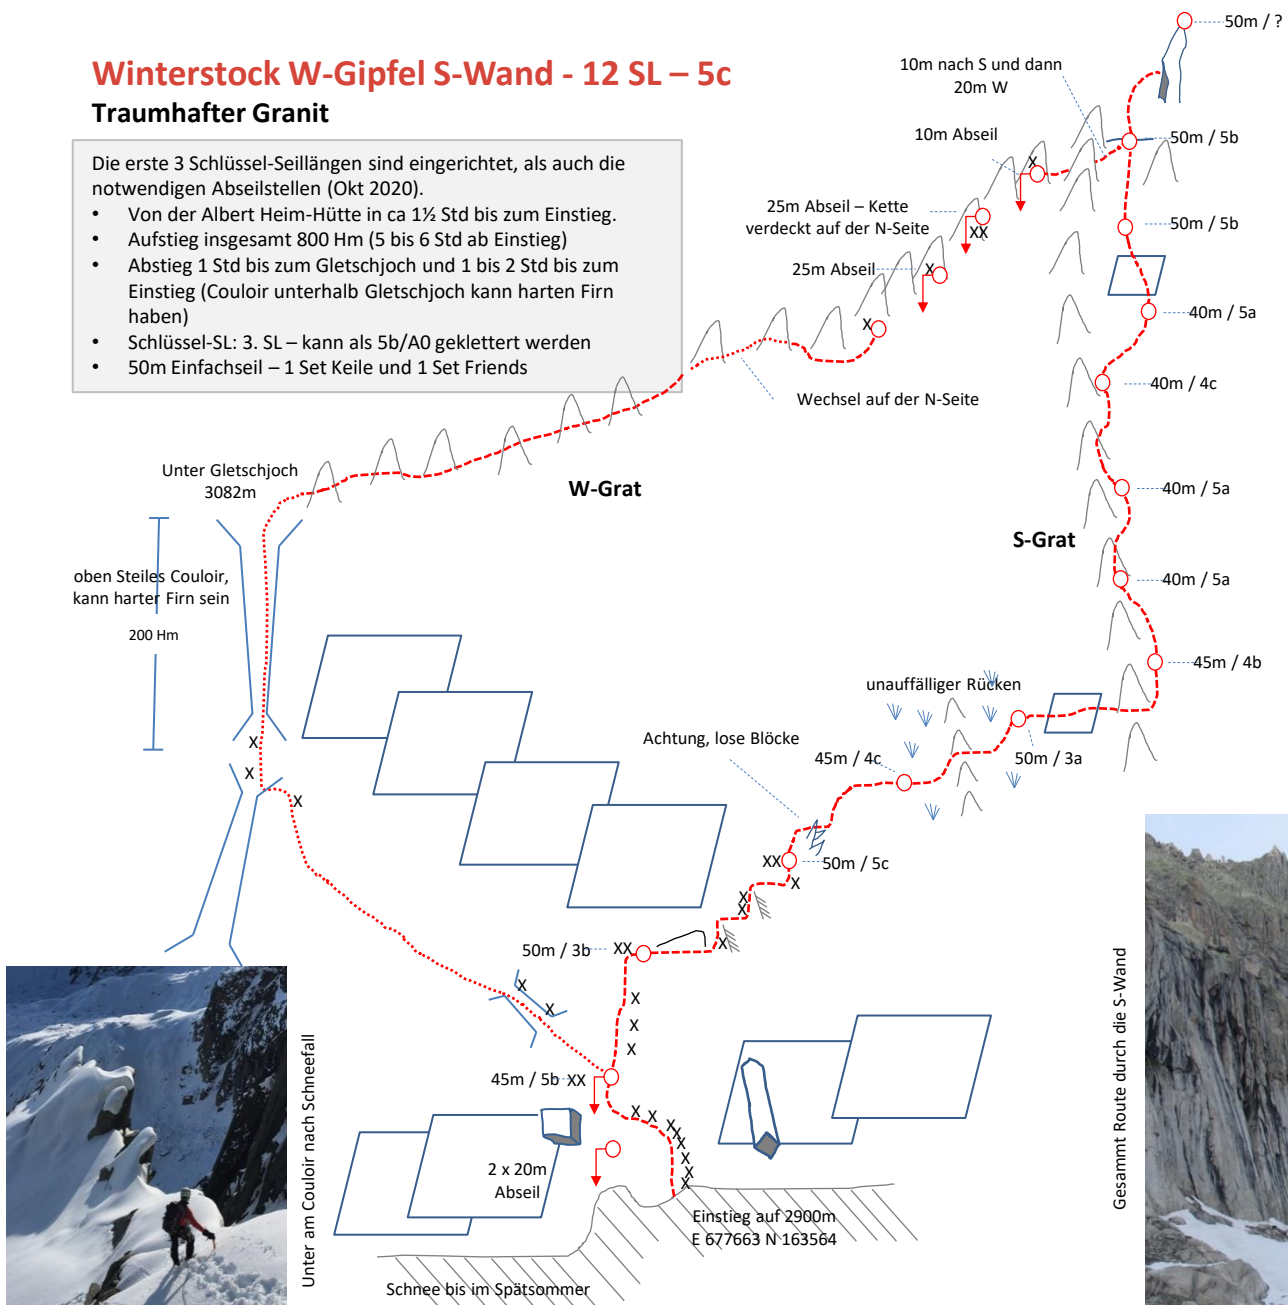 Winterstock W-Gipfel S-Wand - 12 SL – 5c
Traumhafter Granit
Die erste 3 Schlüssel-Seillängen sind eingerichtet, als auch die
notwendigen Abseilstellen (Okt 2020).
• Von der Albert Heim-Hütte in ca 1½ Std bis zum Einstieg.
• Aufstieg insgesamt 800 Hm (5 bis 6 Std ab Einstieg)
• Abstieg 1 Std bis zum Gletschjoch und 1 bis 2 Std bis zum
Einstieg (Couloir unterhalb Gletschjoch kann harten Firn
haben)
• Schlüssel-SL: 3. SL – kann als 5b/A0 geklettert werden
• 50m Einfachseil – 1 Set Keile und 1 Set Friends
50m / ?
10m nach S und dann
20m W
10m Abseil
X
50m / 5b
25m Abseil – Kette
verdeckt auf der N-Seite
XX
50m / 5b
25m Abseil
X
40m / 5a
X
40m / 4c
Wechsel auf der N-Seite
Unter Gletschjoch
3082m
W-Grat
40m / 5a
S-Grat
oben Steiles Couloir,
kann harter Firn sein
200 Hm
40m / 5a
45m / 4b
unauffälliger Rücken
Achtung, lose Blöcke
45m / 4c
50m / 3a
X
X
X
XX
50m / 5c
X
X
X
X
50m / 3b
XX
X
X
X
X
X
45m / 5b
XX
X
X
X
X
X
X
X
2 x 20m
Abseil
Einstieg auf 2900m
E 677663 N 163564
Schnee bis im Spätsommer
Unter am Couloir nach Schneefall
Gesammt Route durch die S-Wand